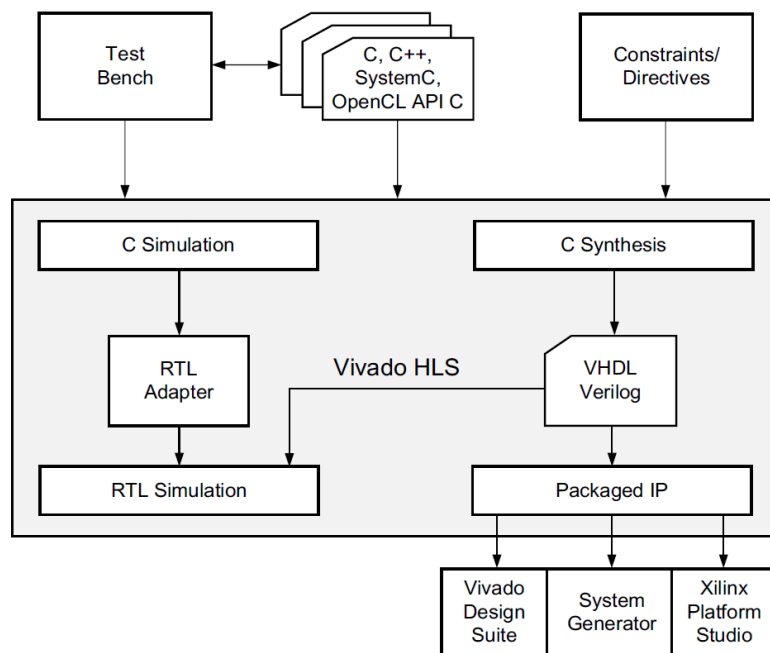 Test
Bench
C, C++,
SystemC,
OpenCL API C
Constraints/
Directives
C Simulation
C Synthesis
RTL
Adapter
Vivado HLS
VHDL
Verilog
RTL Simulation
Packaged IP
Vivado
Design
Suite
System
Generator
Xilinx
Platform
Studio